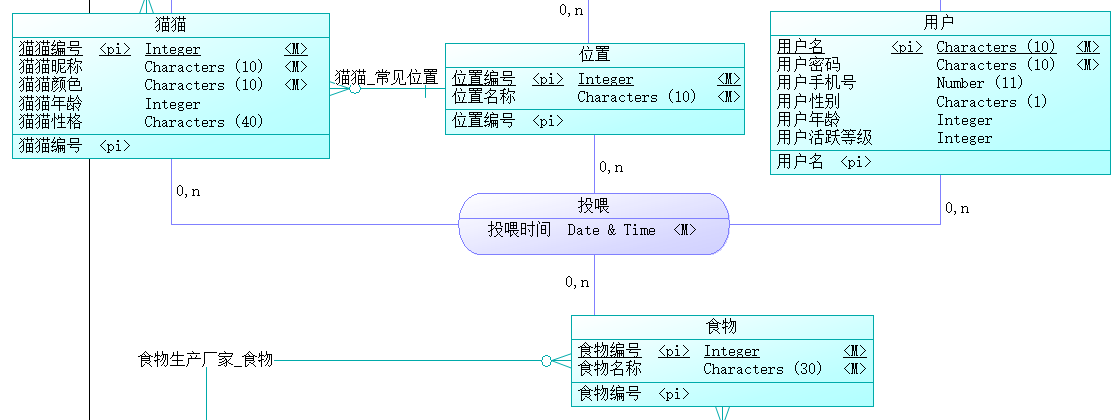 猫猫
猫猫编号 <pi> Integer <M>
猫猫昵称 Characters (10) <M>
猫猫颜色 Characters (10) <M>
猫猫年龄 Integer
猫猫性格 Characters (40)
猫猫编号 <pi>
0,n
猫猫_常见位置
0,n
位置
位置编号 <pi> Integer <M>
位置名称 Characters (10) <M>
位置编号 <pi>
0,n
用户
用户名 <pi> Characters (10) <M>
用户密码 Characters (10) <M>
用户手机号 Number (11)
用户性别 Characters (1)
用户年龄 Integer
用户活跃等级 Integer
用户名 <pi>
0,n
投喂
投喂时间 Date & Time <M>
0,n
食物生产厂家_食物
食物
食物编号 <pi> Integer <M>
食物名称 Characters (30) <M>
食物编号 <pi>